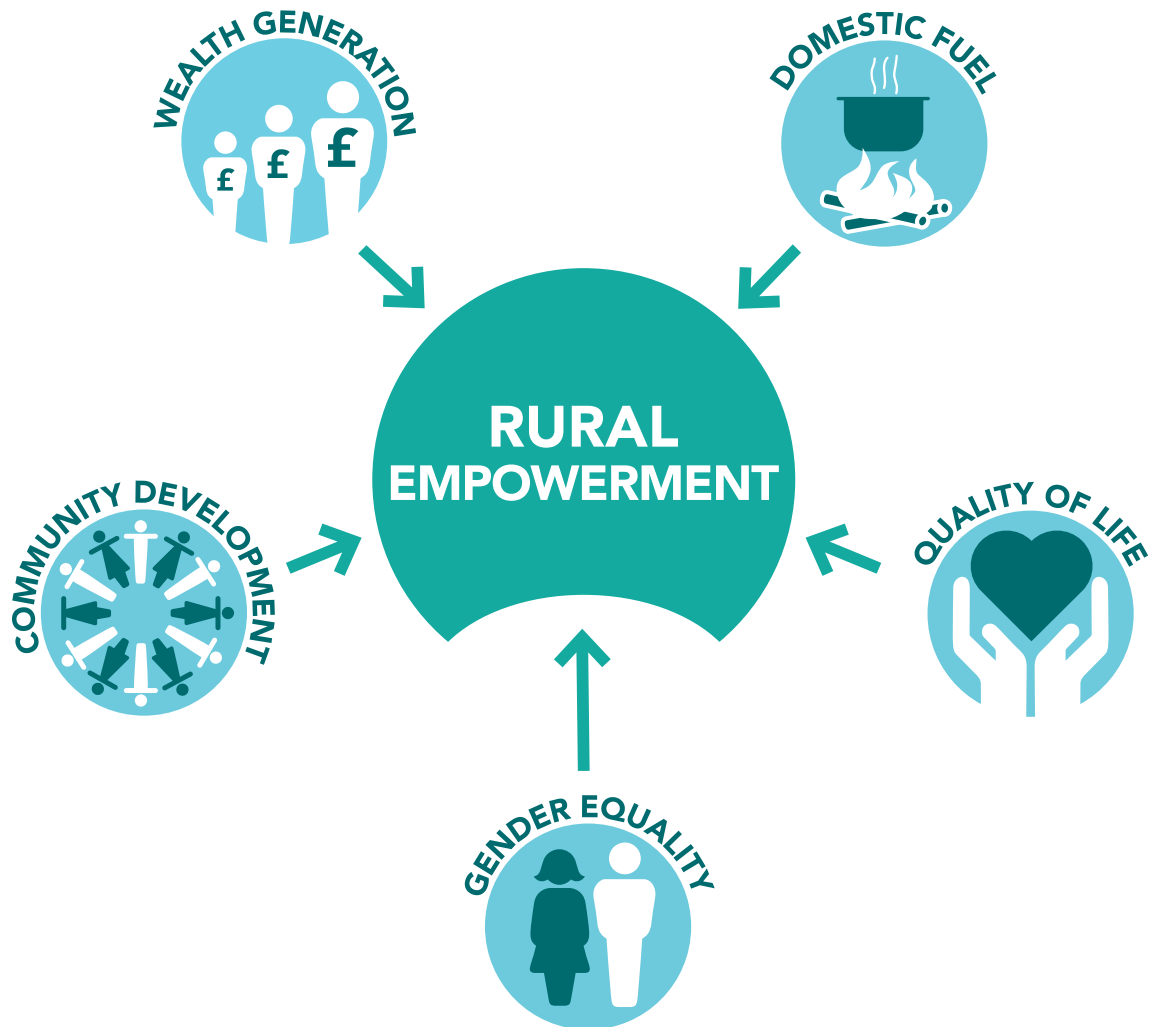 WEALTH GENERATION
£
£
£
DOMESTIC FUEL
RURAL
EMPOWERMENT
COMMUNITY DEVELOPMENT
QUALITY OF LIFE
GENDER EQUALITY